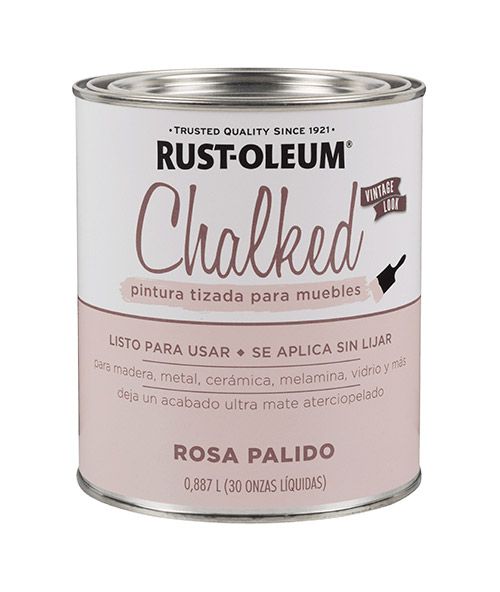 • TRUSTED QUALITY SINCE 1921 •
RUST-OLEUM®
Chalked
VINTAGE
LOOK
pintura tizada para muebles
LISTO PARA USAR ◆ SE APLICA SIN LIJAR
para madera, metal, cerámica, melamina, vidrio y más
deja un acabado ultra mate aterciopelado
ROSA PALIDO
0,887 L (30 ONZAS LÍQUIDAS)